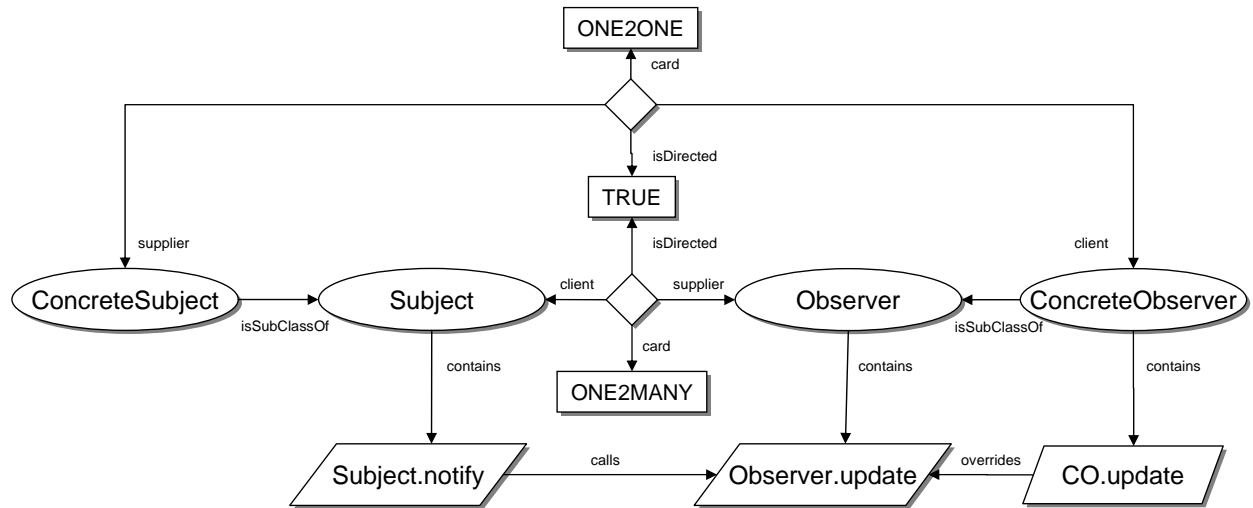 ONE2ONE
card
isDirected
TRUE
supplier
isDirected
client
ConcreteSubject
Subject
client
supplier
Observer
ConcreteObserver
isSubClassOf
isSubClassOf
card
contains
ONE2MANY
contains
contains
Subject.notify
calls
Observer.update
overrides
CO.update